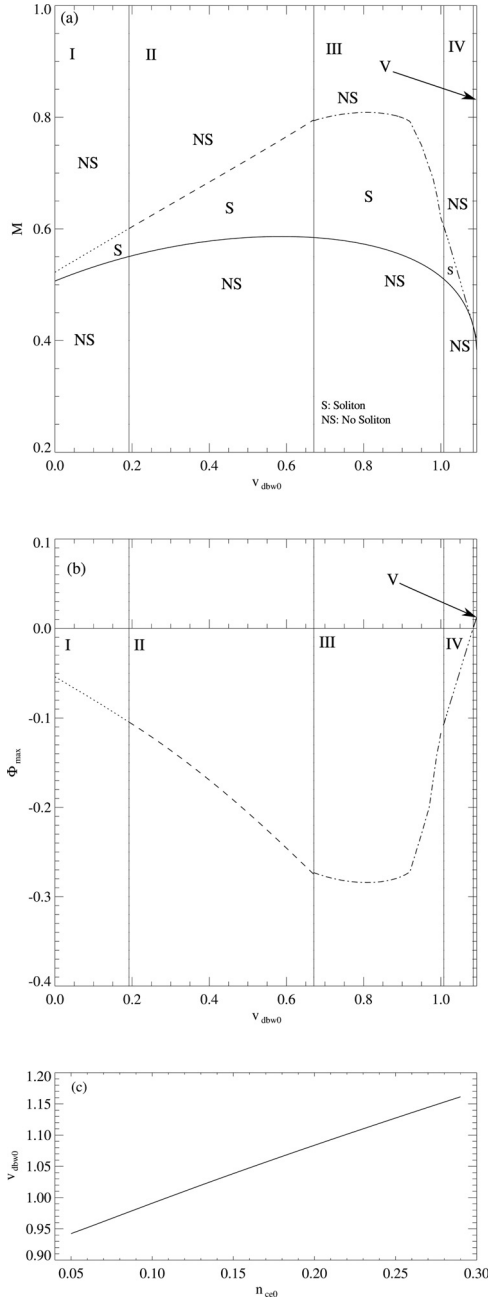 1.0
(a)
I
II
III
IV
V
0.8
NS
NS
NS
NS
S
S
0.6
S
s
M
NS
NS
0.4
NS
NS
S: Soliton
NS: No Soliton
0.2
0.0
0.2
0.4
0.6
0.8
1.0
v dbw0
0.1
(b)
V
0.0
I
II
III
IV
-0.1
Φ max
-0.2
-0.3
-0.4
0.0
0.2
0.4
0.6
0.8
1.0
v dbw0
1.20
(c)
1.15
1.10
1.05
v dbw0
1.00
0.95
0.90
0.05
0.10
0.15
0.20
0.25
0.30
n ce0